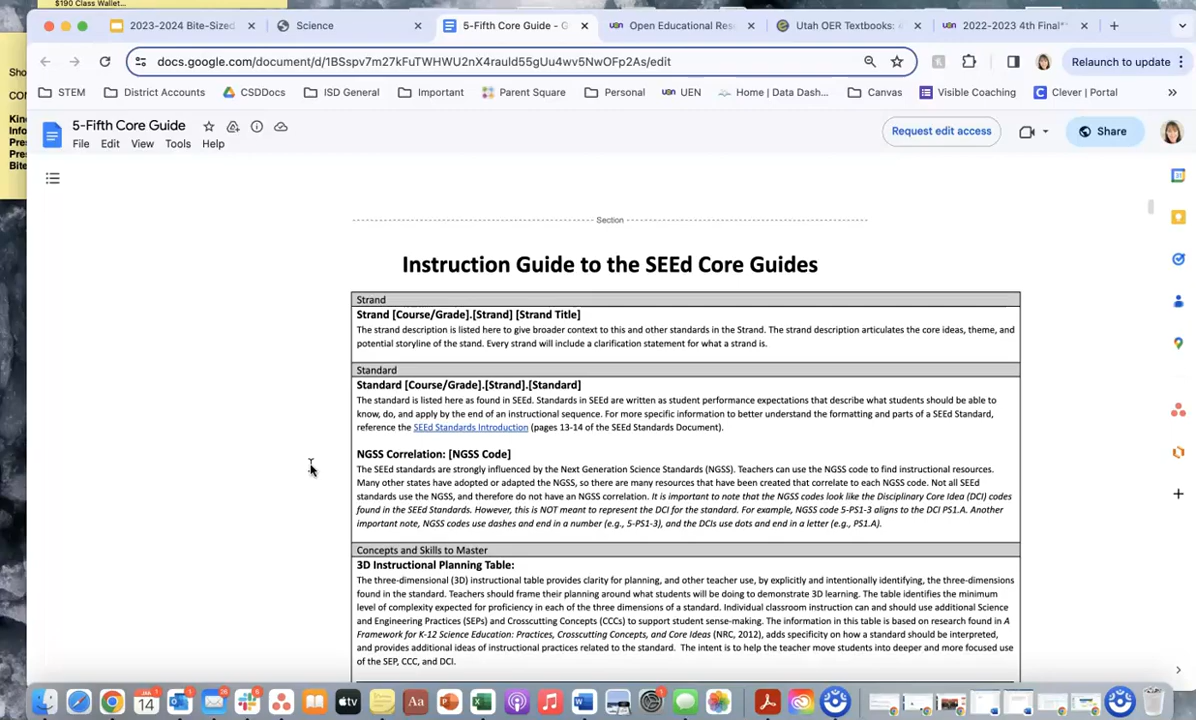 $190 Class Wallet...
2023-2024 Bite-Sized
Science
5-Fifth Core Guide - G
Open Educational Res
Utah OER Textbooks:
2022-2023 4th Final*
docs.google.com/document/d/1BSspv7m27kFuTWHWU2nX4rauld55gUu4wv5NwOFp2As/edit
Relaunch to update
STEM
District Accounts
CSDDocs
ISD General
Important
Parent Square
Personal
UEN
Home | Data Dash...
Canvas
Visible Coaching
Clever | Portal
Sho
CO
Kin
Info
Pre
Pres
Bite
5-Fifth Core Guide
File Edit View Tools Help
Request edit access
Share
Section
Instruction Guide to the SEEd Core Guides
Strand
Strand [Course/Grade].[Strand] [Strand Title]
The strand description is listed here to give broader context to this and other standards in the Strand. The strand description articulates the core ideas, theme, and
potential storyline of the stand. Every strand will include a clarification statement for what a strand is.
Standard
Standard [Course/Grade].[Strand].[Standard]
The standard is listed here as found in SEEd. Standards in SEEd are written as student performance expectations that describe what students should be able to
know, do, and apply by the end of an instructional sequence. For more specific information to better understand the formatting and parts of a SEEd Standard,
reference the SEEd Standards Introduction (pages 13-14 of the SEEd Standards Document).
NGSS Correlation: [NGSS Code]
The SEEd standards are strongly influenced by the Next Generation Science Standards (NGSS). Teachers can use the NGSS code to find instructional resources.
Many other states have adopted or adapted the NGSS, so there are many resources that have been created that correlate to each NGSS code. Not all SEEd
standards use the NGSS, and therefore do not have an NGSS correlation. It is important to note that the NGSS codes look like the Disciplinary Core Idea (DCI) codes
found in the SEEd Standards. However, this is NOT meant to represent the DCI for the standard. For example, NGSS code 5-PS1-3 aligns to the DCI PS1.A. Another
important note, NGSS codes use dashes and end in a number (e.g., 5-PS1-3), and the DCIs use dots and end in a letter (e.g., PS1.A).
Concepts and Skills to Master
3D Instructional Planning Table:
The three-dimensional (3D) instructional table provides clarity for planning, and other teacher use, by explicitly and intentionally identifying, the three-dimensions
found in the standard. Teachers should frame their planning around what students will be doing to demonstrate 3D learning. The table identifies the minimum
level of complexity expected for proficiency in each of the three dimensions of a standard. Individual classroom instruction can and should use additional Science
and Engineering Practices (SEPs) and Crosscutting Concepts (CCCs) to support student sense-making. The information in this table is based on research found in A
Framework for K-12 Science Education: Practices, Crosscutting Concepts, and Core Ideas (NRC, 2012), adds specificity on how a standard should be interpreted,
and provides additional ideas of instructional practices related to the standard. The intent is to help the teacher move students into deeper and more focused use
of the SEP, CCC, and DCI.